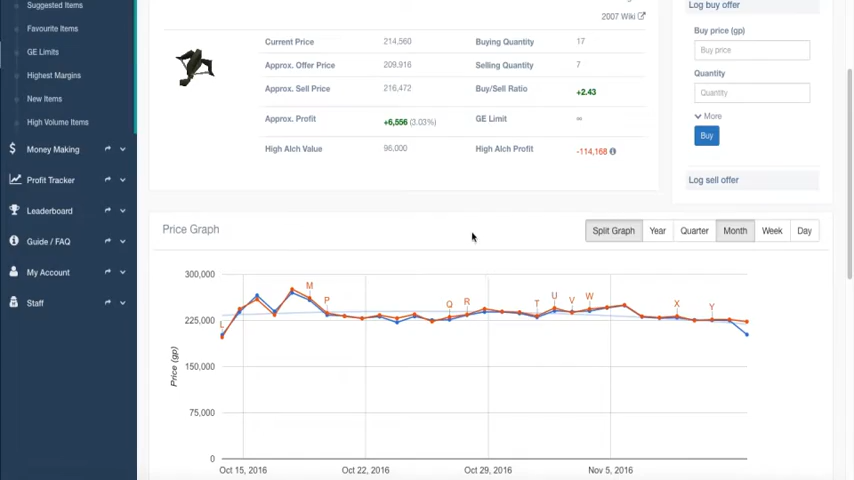 Suggested Items
Favourite Items
GE Limits
Highest Margins
New Items
High Volume Items
Money Making
Profit Tracker
Leaderboard
Guide / FAQ
My Account
Staff
2007 Wiki
Current Price 214,560 Buying Quantity 17
Approx. Offer Price 209,916 Selling Quantity 7
Approx. Sell Price 216,472 Buy/Sell Ratio +2.43
Approx. Profit +6,556 (3.03%) GE Limit ∞
High Alch Value 96,000 High Alch Profit -114,168
Log buy offer
Buy price (gp)
Buy price
Quantity
Quantity
More
Buy
Log sell offer
Price Graph
Split Graph Year Quarter Month Week Day
300,000
225,000
150,000
75,000
0
Price (gp)
L M P Q R T U V W X Y
Oct 15, 2016 Oct 22, 2016 Oct 29, 2016 Nov 5, 2016